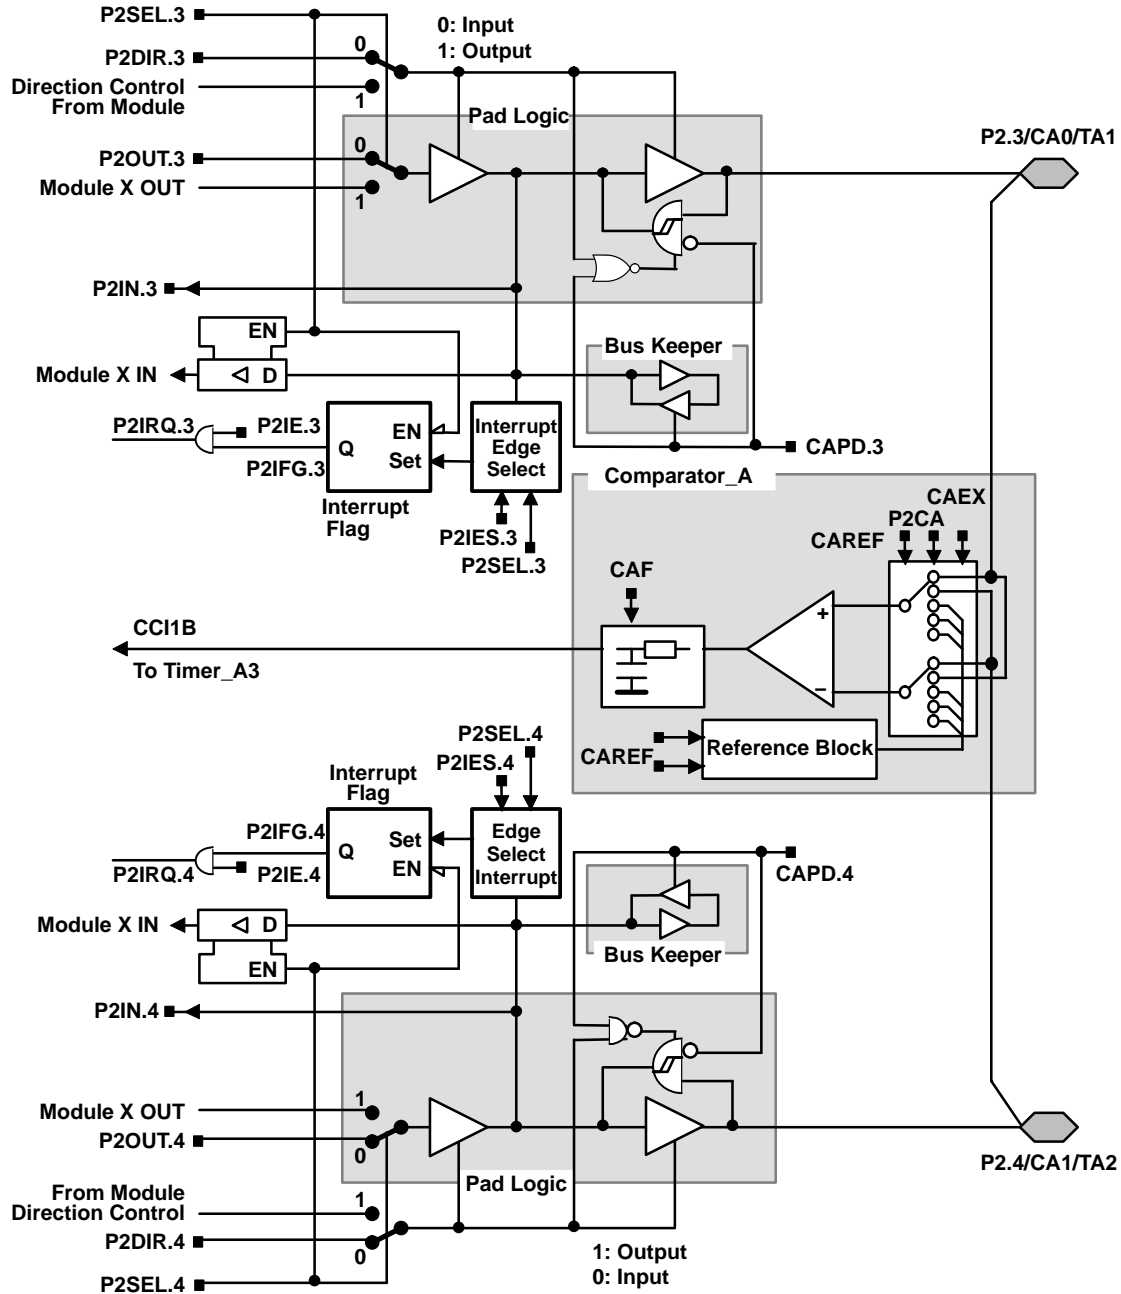 P2SEL.3
P2DIR.3
0
0: Input
1: Output
Direction Control
From Module
1
Pad Logic
P2OUT.3
0
Module X OUT
1
P2.3/CA0/TA1
P2IN.3
EN
Module X IN
D
Bus Keeper
P2IRQ.3
P2IE.3
P2IFG.3
Q
EN
Set
Interrupt
Edge
Select
CAPD.3
Interrupt
Flag
P2IES.3
P2SEL.3
Comparator_A
CAEX
P2CA
CAREF
CAF
CCI1B
To Timer_A3
+
−
Reference Block
CAREF
P2SEL.4
P2IES.4
Interrupt
Flag
P2IFG.4
Q
Set
EN
Edge
Select
Interrupt
P2IRQ.4
P2IE.4
CAPD.4
Module X IN
D
EN
Bus Keeper
P2IN.4
Module X OUT
1
P2OUT.4
0
Pad Logic
P2.4/CA1/TA2
From Module
Direction Control
1
P2DIR.4
0
1: Output
0: Input
P2SEL.4